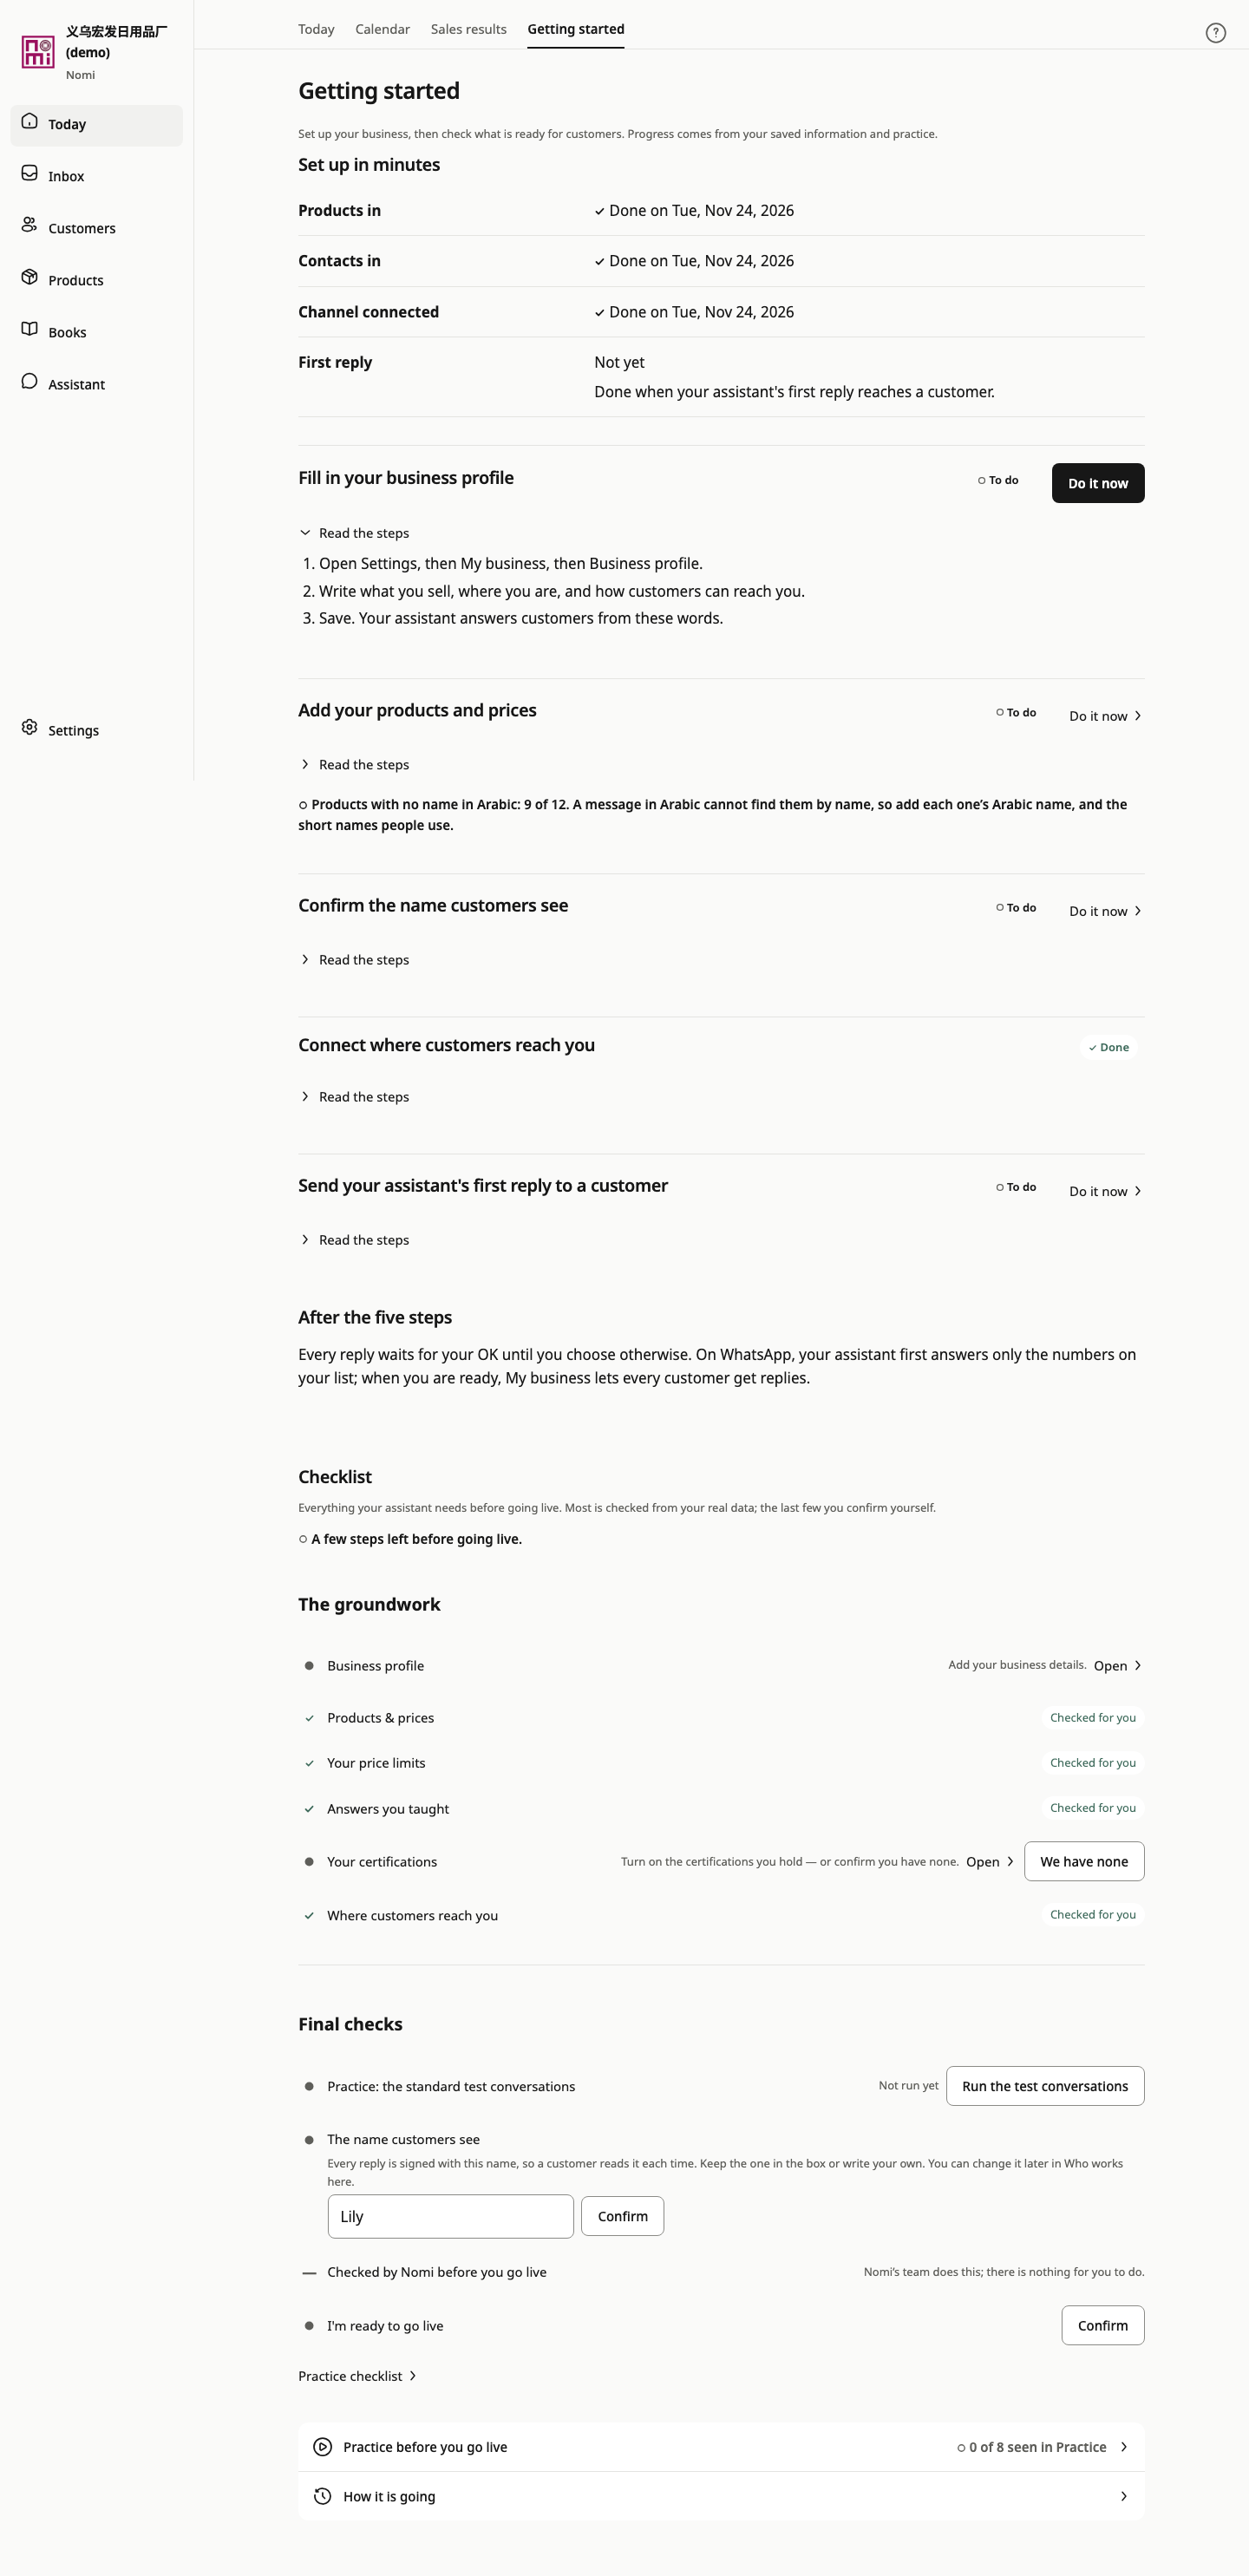 义乌宏发日用品厂
(demo)
Nomi
Today
Inbox
Customers
Products
Books
Assistant
Settings
Today
Calendar
Sales results
Getting started
Getting started
Set up your business, then check what is ready for customers. Progress comes from your saved information and practice.
Set up in minutes
Products in
✓ Done on Tue, Nov 24, 2026
Contacts in
✓ Done on Tue, Nov 24, 2026
Channel connected
✓ Done on Tue, Nov 24, 2026
First reply
Not yet
Done when your assistant's first reply reaches a customer.
Fill in your business profile
To do
Do it now
Read the steps
1. Open Settings, then My business, then Business profile.
2. Write what you sell, where you are, and how customers can reach you.
3. Save. Your assistant answers customers from these words.
Add your products and prices
To do
Do it now
Read the steps
Products with no name in Arabic: 9 of 12. A message in Arabic cannot find them by name, so add each one’s Arabic name, and the
short names people use.
Confirm the name customers see
To do
Do it now
Read the steps
Connect where customers reach you
✓ Done
Read the steps
Send your assistant's first reply to a customer
To do
Do it now
Read the steps
After the five steps
Every reply waits for your OK until you choose otherwise. On WhatsApp, your assistant first answers only the numbers on
your list; when you are ready, My business lets every customer get replies.
Checklist
Everything your assistant needs before going live. Most is checked from your real data; the last few you confirm yourself.
A few steps left before going live.
The groundwork
Business profile
Add your business details.
Open
Products & prices
Checked for you
Your price limits
Checked for you
Answers you taught
Checked for you
Your certifications
Turn on the certifications you hold — or confirm you have none.
Open
We have none
Where customers reach you
Checked for you
Final checks
Practice: the standard test conversations
Not run yet
Run the test conversations
The name customers see
Every reply is signed with this name, so a customer reads it each time. Keep the one in the box or write your own. You can change it later in Who works
here.
Lily
Confirm
Checked by Nomi before you go live
Nomi’s team does this; there is nothing for you to do.
I'm ready to go live
Confirm
Practice checklist
Practice before you go live
0 of 8 seen in Practice
How it is going